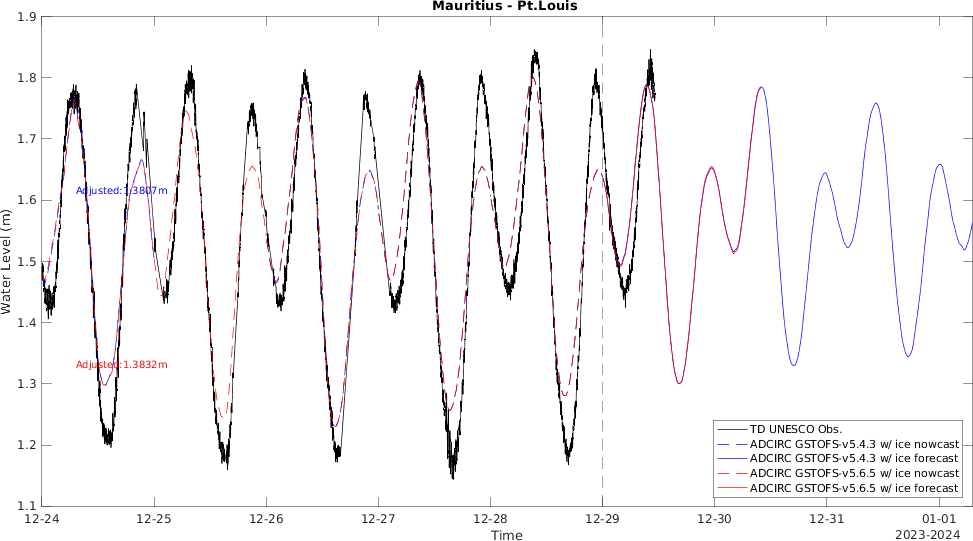 Mauritius - Pt.Louis
1.9
1.8
1.7
1.6
1.5
1.4
1.3
1.2
1.1
Water Level (m)
Adjusted:1.3807m
Adjusted:1.3832m
TD UNESCO Obs.
ADCIRC GSTOFS-v5.4.3 w/ ice nowcast
ADCIRC GSTOFS-v5.4.3 w/ ice forecast
ADCIRC GSTOFS-v5.6.5 w/ ice nowcast
ADCIRC GSTOFS-v5.6.5 w/ ice forecast
12-24 12-25 12-26 12-27 12-28 12-29 12-30 12-31 01-01
Time
2023-2024